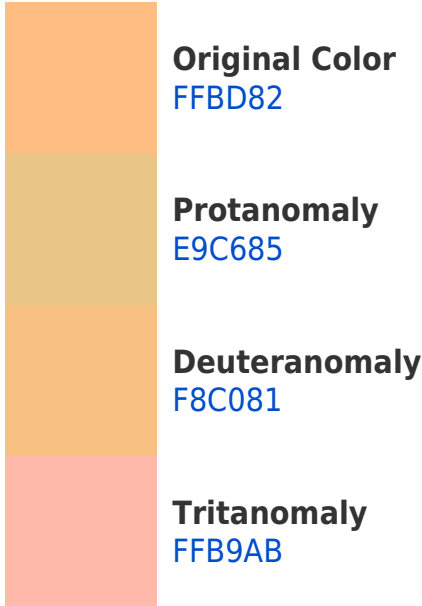 Original Color
FFBD82
Protanomaly
E9C685
Deuteranomaly
F8C081
Tritanomaly
FFB9AB